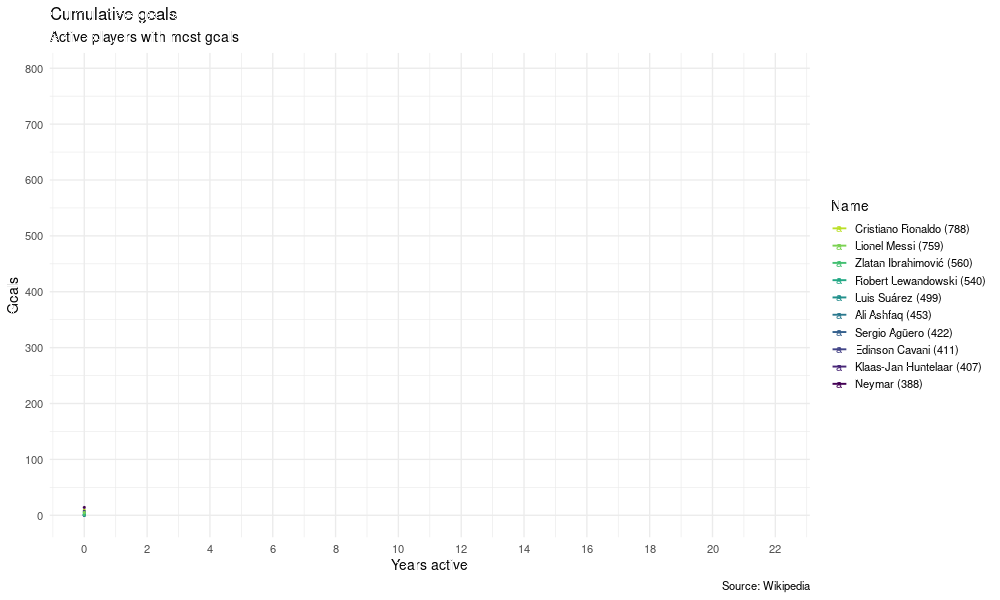 Cumulative goals
Active players with most goals
800
700
600
500
400
300
200
100
0
Goals
0 2 4 6 8 10 12 14 16 18 20 22
Years active
Source: Wikipedia
Name
a Cristiano Ronaldo (788)
a Lionel Messi (759)
a Zlatan Ibrahimović (560)
a Robert Lewandowski (540)
a Luis Suárez (499)
a Ali Ashfaq (453)
a Sergio Agüero (422)
a Edinson Cavani (411)
a Klaas-Jan Huntelaar (407)
a Neymar (388)